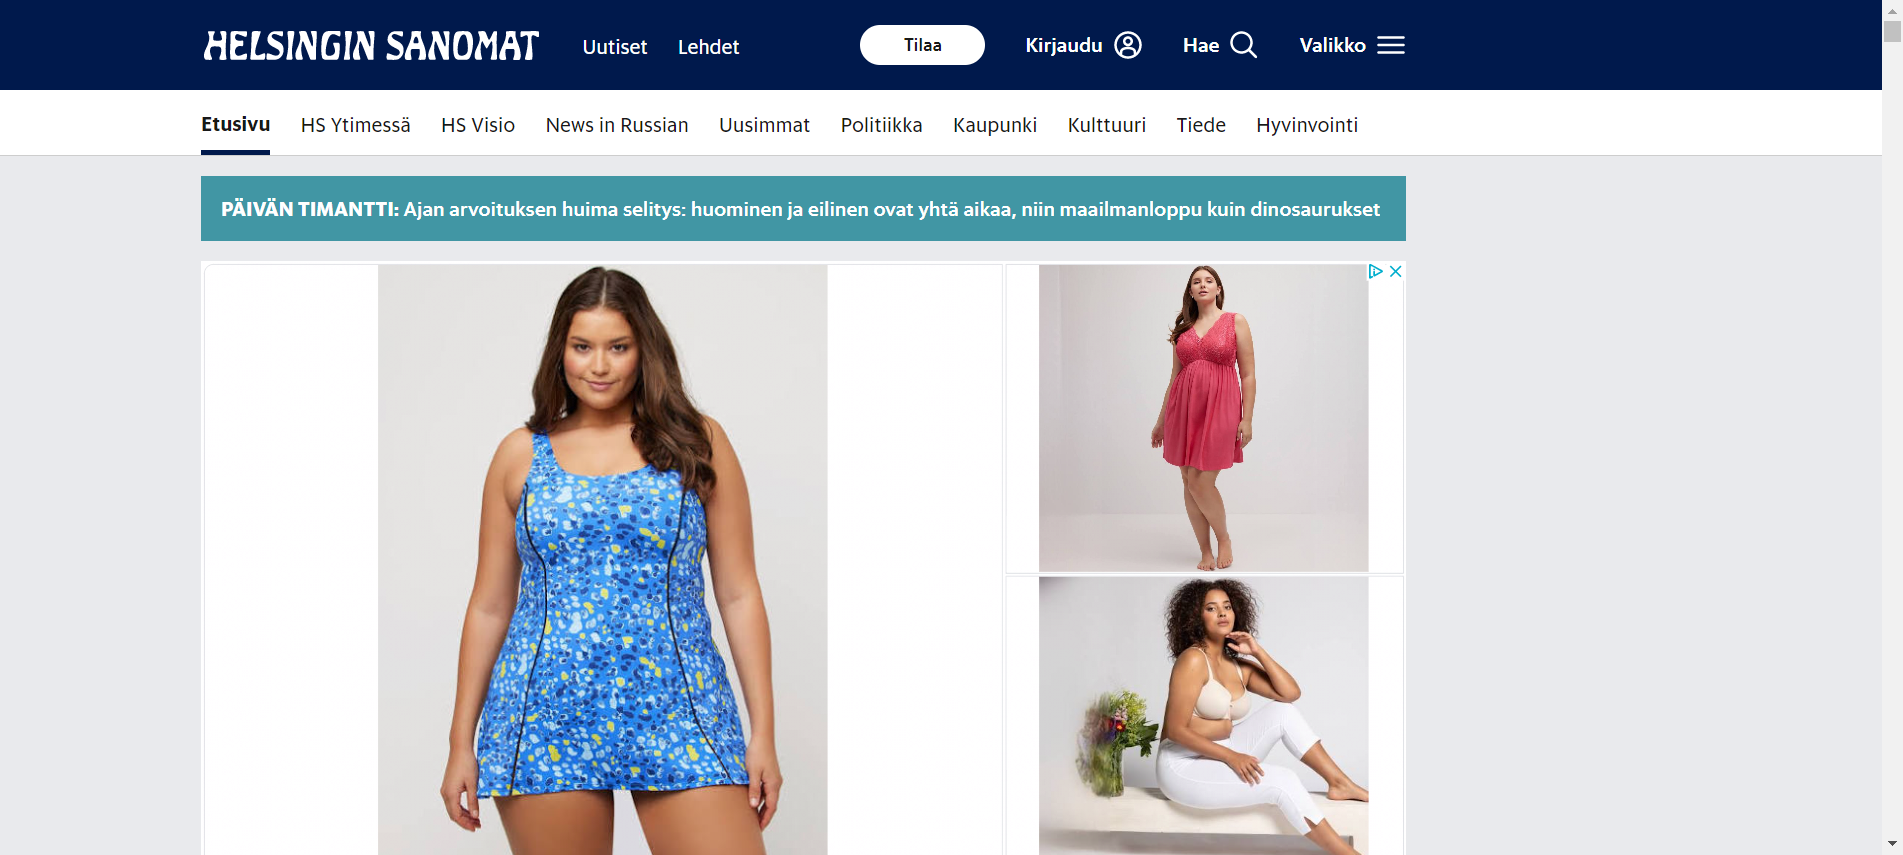 HELSINGIN SANOMAT
Uutiset
Lehdet
Tilaa
Kirjaudu
Hae
Valikko
Etusivu
HS Ytimessä
HS Visio
News in Russian
Uusimmat
Politiikka
Kaupunki
Kulttuuri
Tiede
Hyvinvointi
PÄIVÄN TIMANTTI: Ajan arvoituksen huima selitys: huominen ja eilinen ovat yhtä aikaa, niin maailmanloppu kuin dinosaurukset